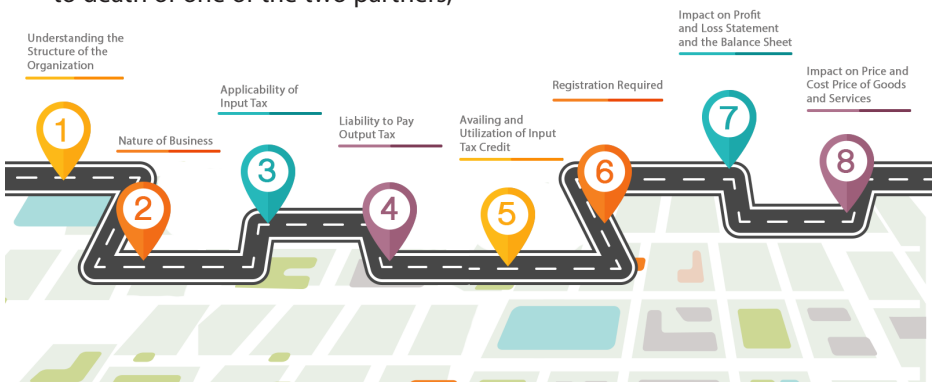 to death of one of the two partners,
Understanding the
Structure of the
Organization
1
Nature of Business
2
Applicability of
Input Tax
3
Liability to Pay
Output Tax
4
Availing and
Utilization of Input
Tax Credit
5
Registration Required
6
Impact on Profit
and Loss Statement
and the Balance Sheet
7
Impact on Price and
Cost Price of Goods
and Services
8